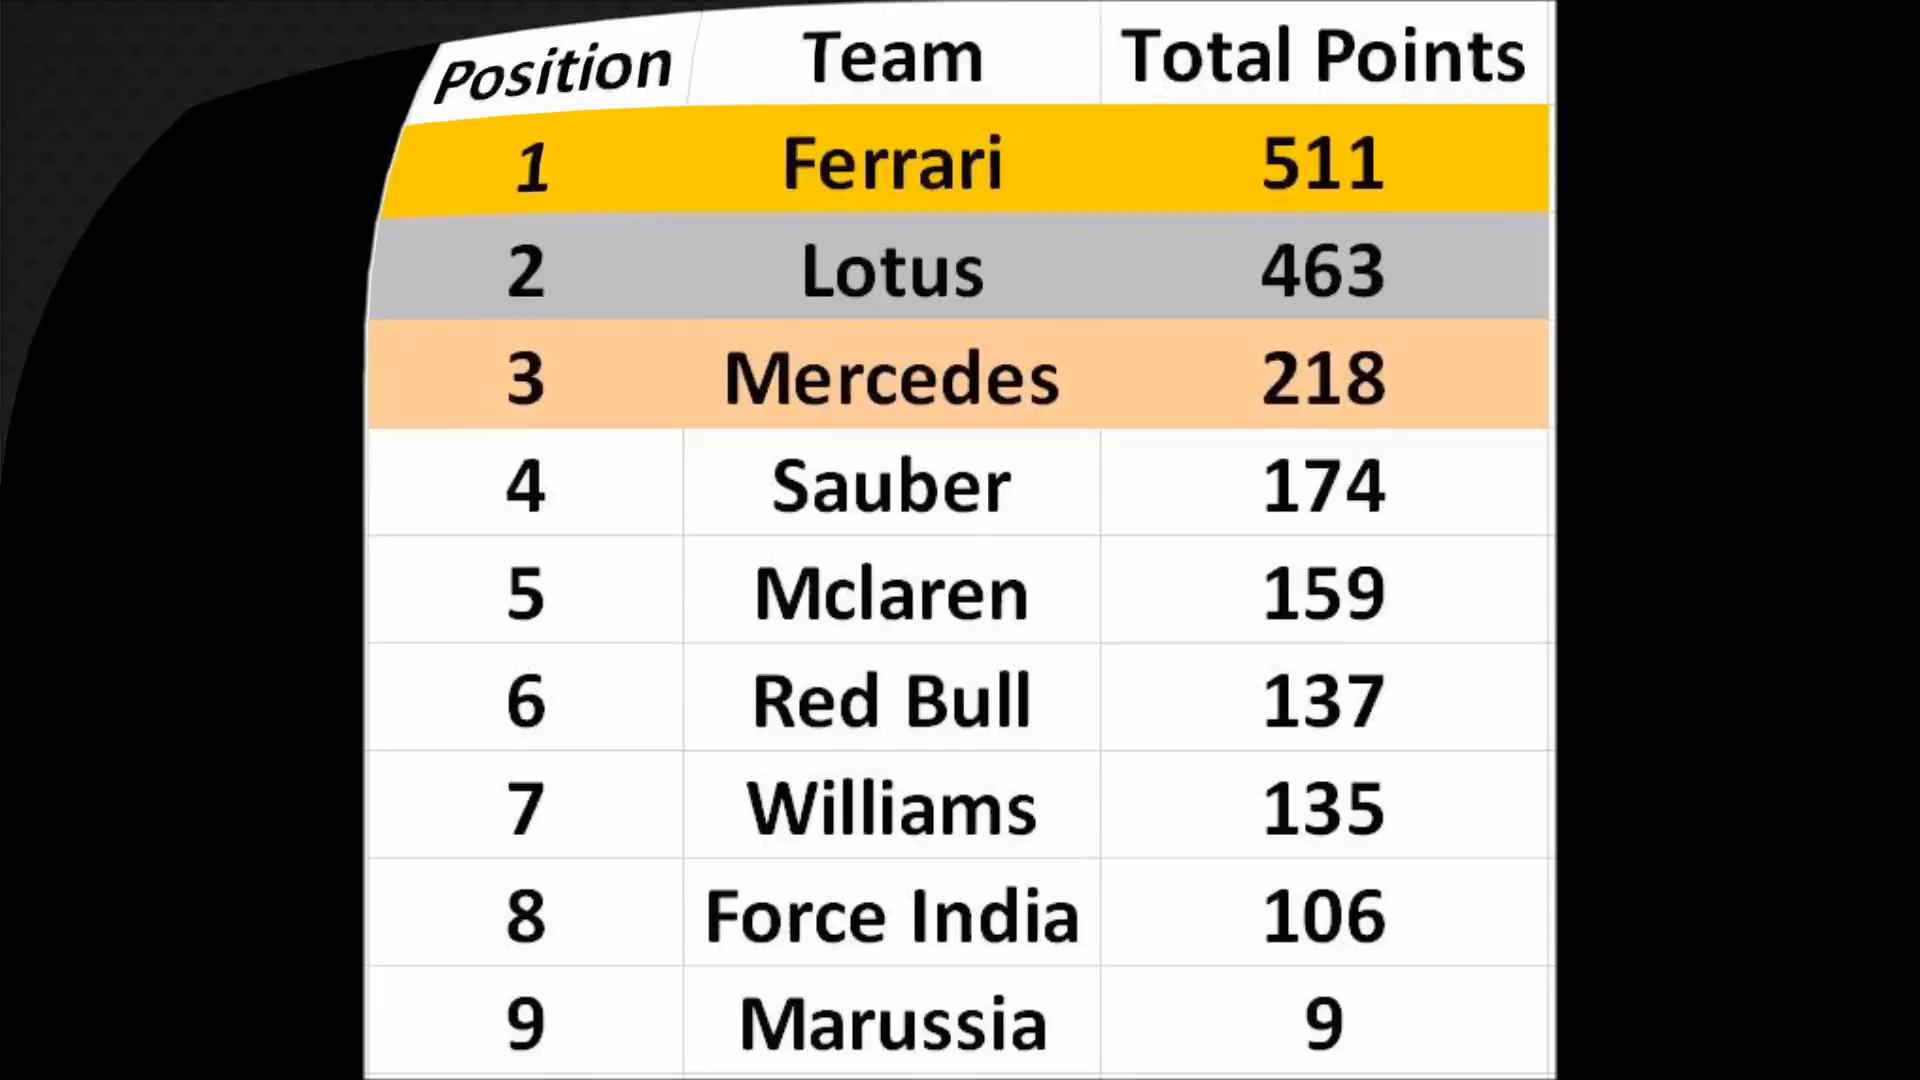 Position Team Total Points
1 Ferrari 511
2 Lotus 463
3 Mercedes 218
4 Sauber 174
5 Mclaren 159
6 Red Bull 137
7 Williams 135
8 Force India 106
9 Marussia 9